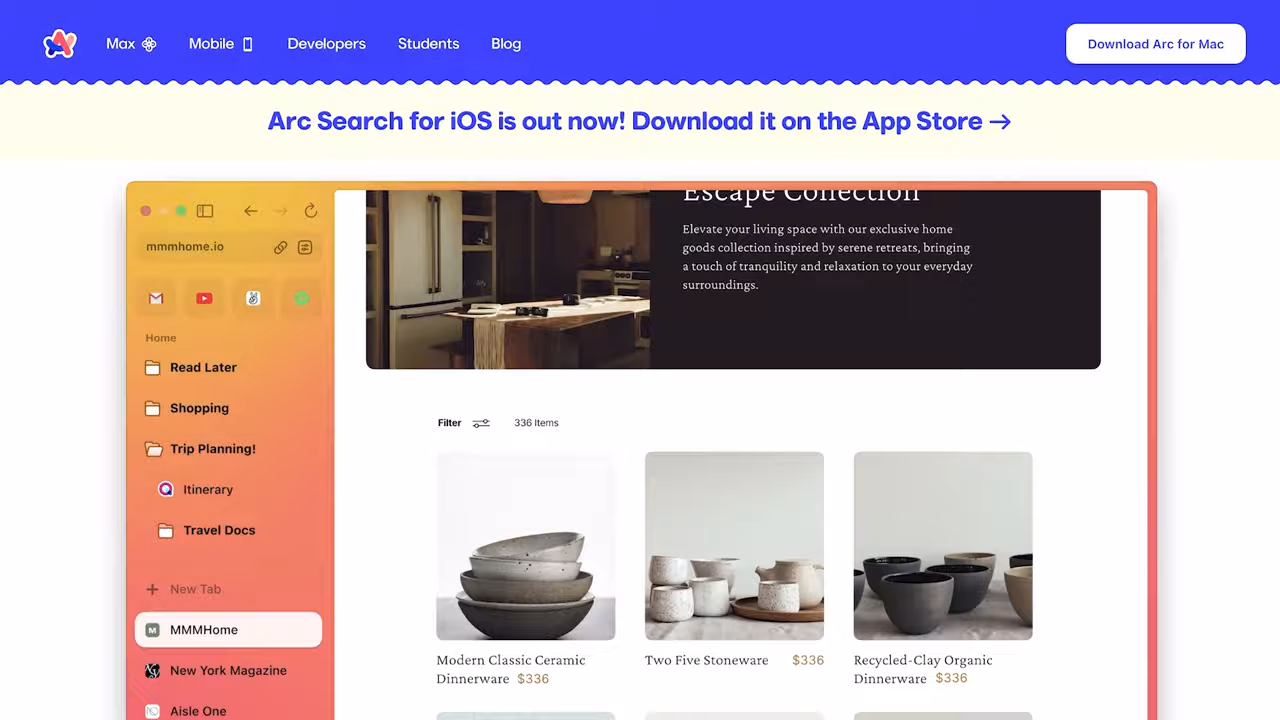 Max
Mobile
Developers
Students
Blog
Download Arc for Mac
Arc Search for iOS is out now! Download it on the App Store →
mmmhome.io
Home
Read Later
Shopping
Trip Planning!
Itinerary
Travel Docs
+ New Tab
M MMMHome
New York Magazine
Aisle One
Escape Collection
Elevate your living space with our exclusive home
goods collection inspired by serene retreats, bringing
a touch of tranquility and relaxation to your everyday
surroundings.
Filter
336 Items
Modern Classic Ceramic
Dinnerware $336
Two Five Stoneware $336
Recycled-Clay Organic
Dinnerware $336